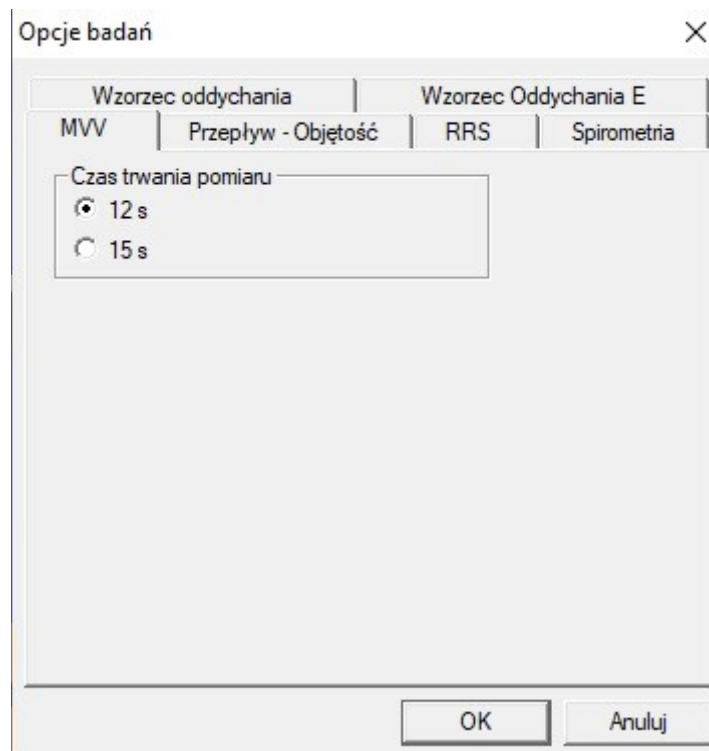 Opcje badań
Wzorzec oddychania
Wzorzec Oddychania E
MVV
Przepływ - Objętość
RRS
Spirometria
Czas trwania pomiaru
12 s
15 s
OK
Anuluj